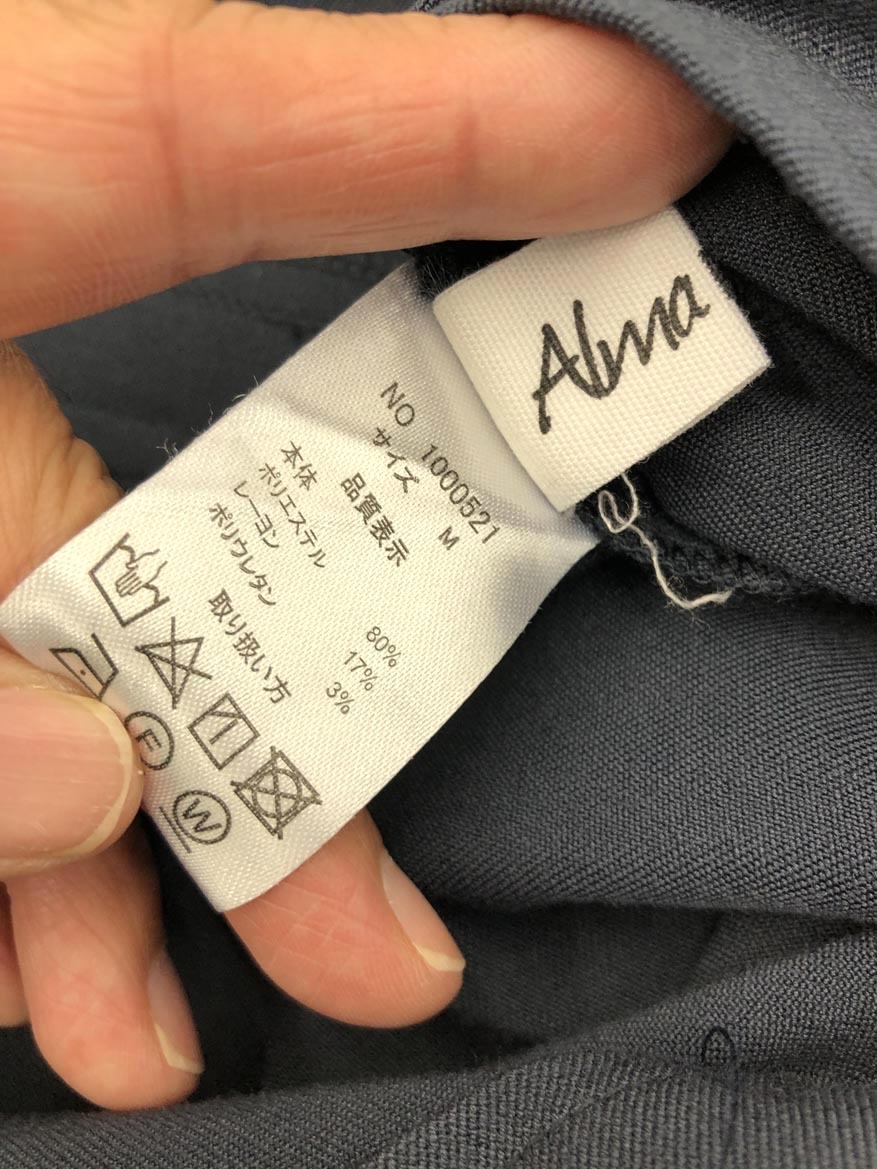 Alma
NO 1000521
サイズ M
品質表示
本体
ポリエステル 80%
レーヨン 17%
ポリウレタン 3%
取り扱い方
F
W